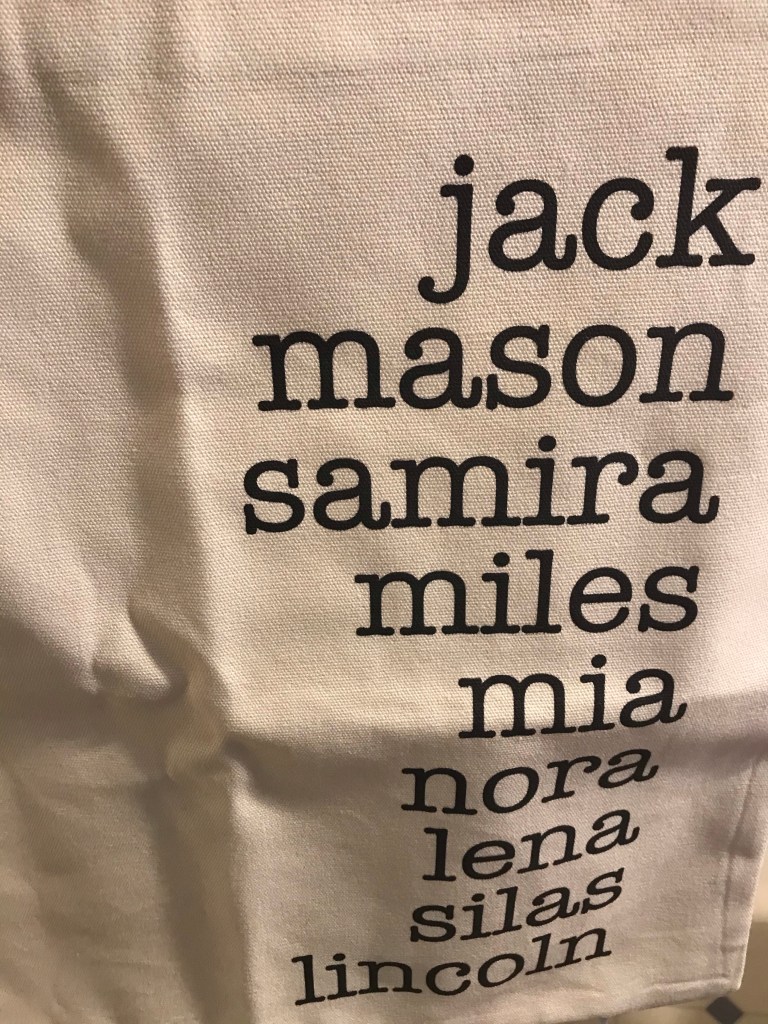 jack
mason
samira
miles
mia
nora
lena
silas
lincoln